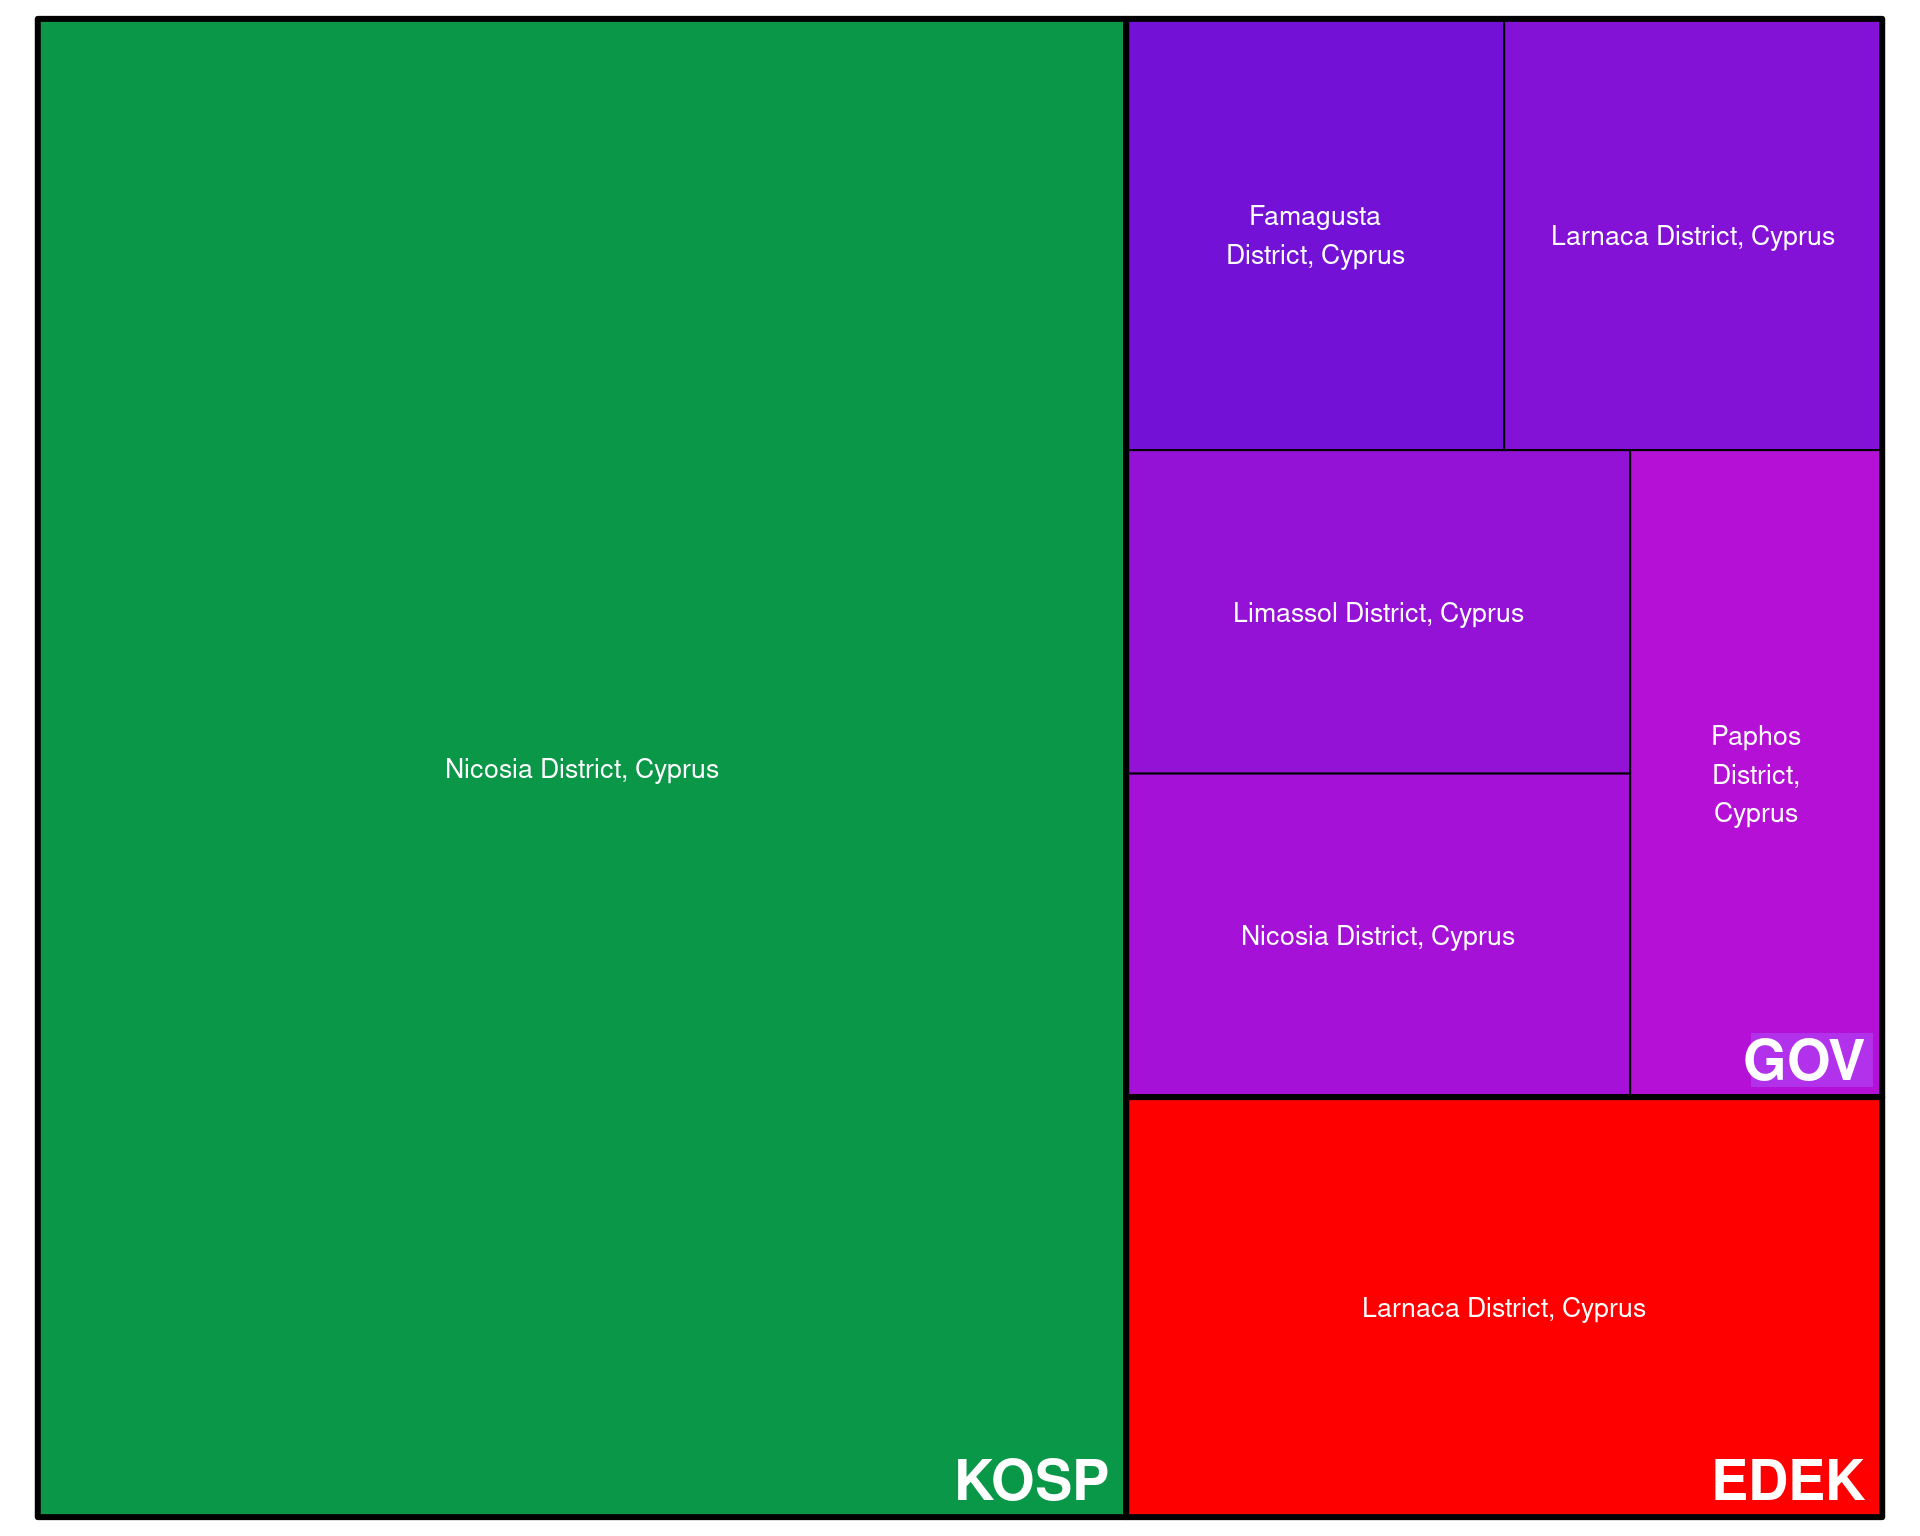 Nicosia District, Cyprus
KOSP
Famagusta
District, Cyprus
Larnaca District, Cyprus
Limassol District, Cyprus
Nicosia District, Cyprus
Paphos
District,
Cyprus
GOV
Larnaca District, Cyprus
EDEK